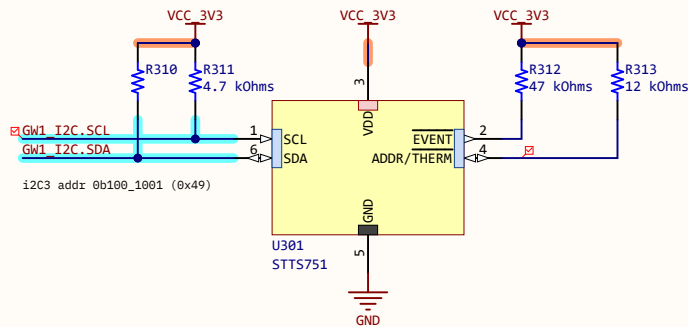 VCC_3V3
VCC_3V3
VCC_3V3
R310
R311
4.7 kOhms
R312
47 kOhms
R313
12 kOhms
3
VDD
GW1_I2C.SCL
1
SCL
EVENT
2
GW1_I2C.SDA
6
SDA
ADDR/THERM
4
i2C3 addr 0b100_1001 (0x49)
GND
U301
STTS751
5
GND